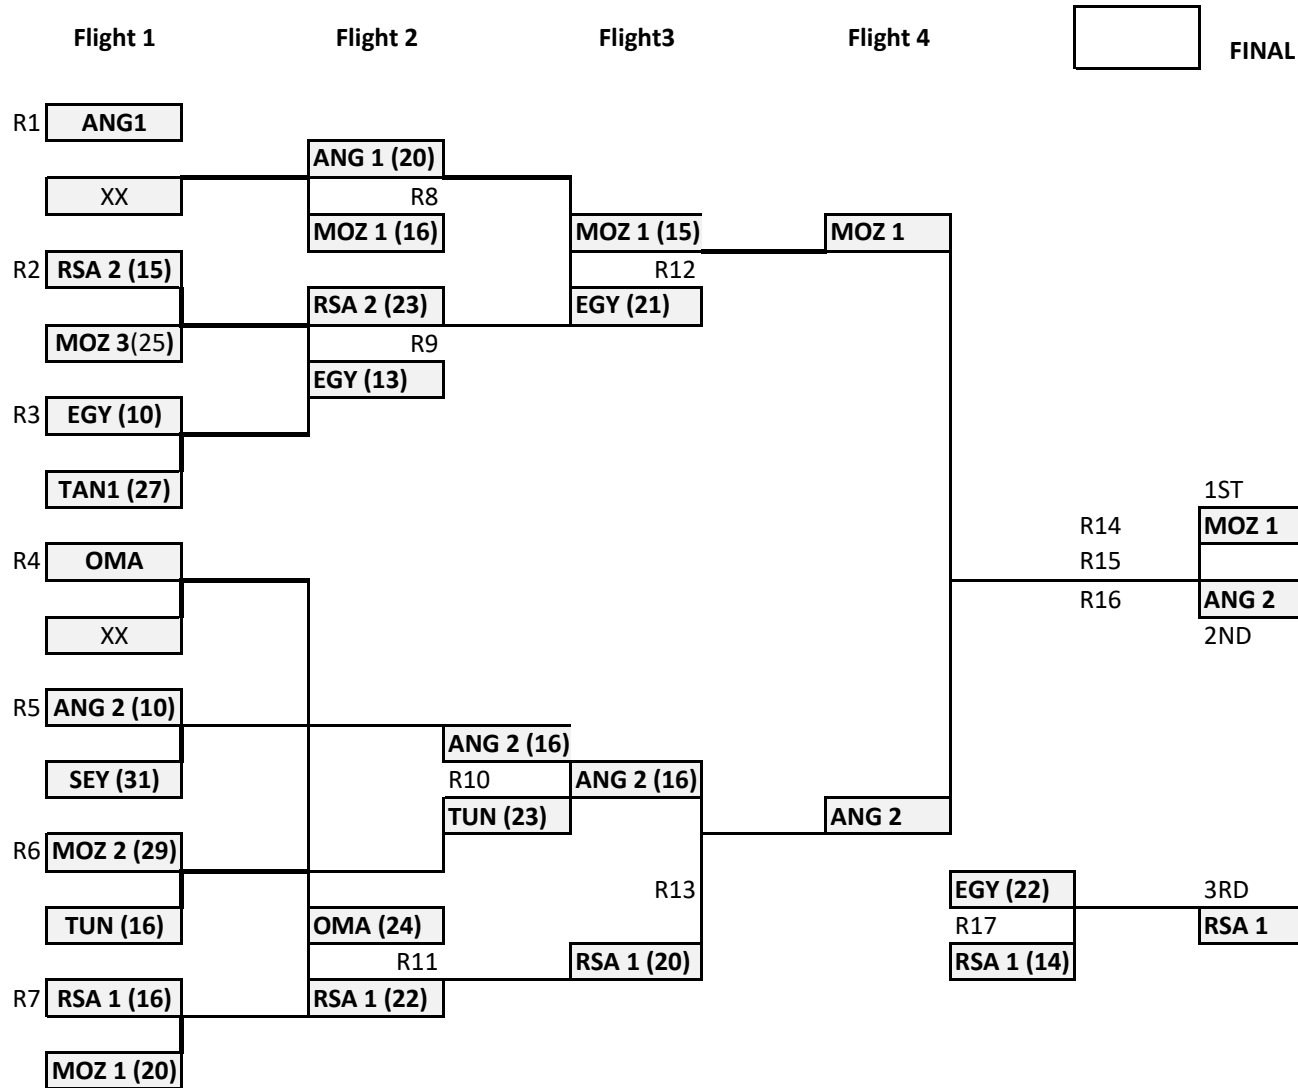 Flight 1 Flight 2 Flight3 Flight 4 FINAL
R1 ANG1
ANG 1 (20)
XX R8
MOZ 1 (16) MOZ 1 (15) MOZ 1
R2 RSA 2 (15) R12
RSA 2 (23) EGY (21)
MOZ 3(25) R9
EGY (13)
R3 EGY (10)
TAN1 (27) 1ST
R14 MOZ 1
R4 OMA R15
R16 ANG 2
XX 2ND
R5 ANG 2 (10)
ANG 2 (16)
SEY (31) R10 ANG 2 (16)
TUN (23) ANG 2
R6 MOZ 2 (29)
R13 EGY (22) 3RD
TUN (16) OMA (24) R17 RSA 1
R11 RSA 1 (20) RSA 1 (14)
R7 RSA 1 (16) RSA 1 (22)
MOZ 1 (20)